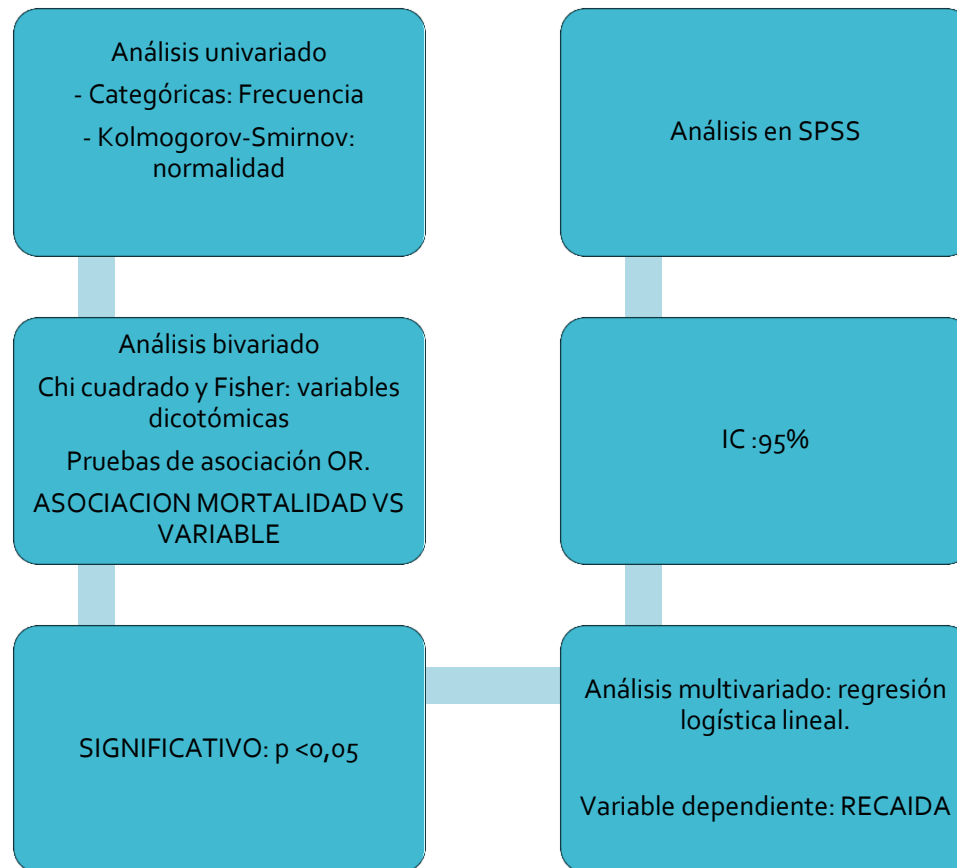 Análisis univariado
- Categóricas: Frecuencia
- Kolmogorov-Smirnov:
normalidad
Análisis bivariado
Chi cuadrado y Fisher: variables
dicotómicas
Pruebas de asociación OR.
ASOCIACION MORTALIDAD VS
VARIABLE
SIGNIFICATIVO: p <0,05
Análisis multivariado: regresión
logística lineal.
Variable dependiente: RECAIDA
IC :95%
Análisis en SPSS